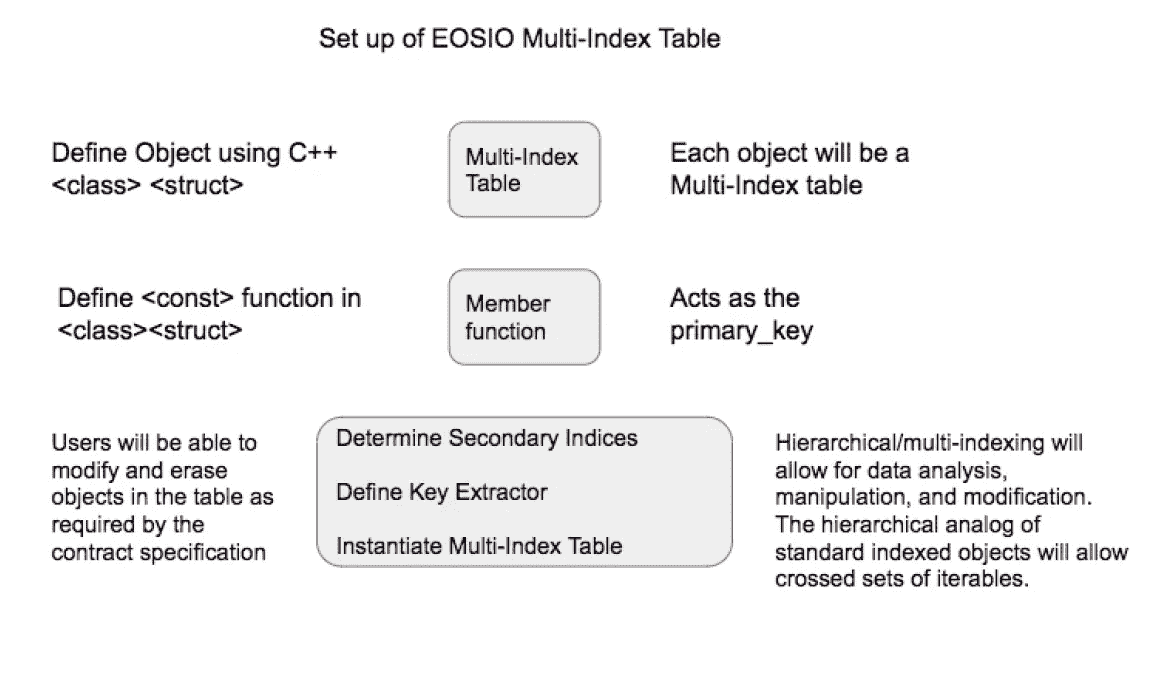 Set up of EOSIO Multi-Index Table
Define Object using C++
<class> <struct>
Multi-Index
Table
Each object will be a
Multi-Index table
Define <const> function in
<class><struct>
Member
function
Acts as the
primary_key
Users will be able to
modify and erase
objects in the table as
required by the
contract specification
Determine Secondary Indices
Define Key Extractor
Instantiate Multi-Index Table
Hierarchical/multi-indexing will
allow for data analysis,
manipulation, and modification.
The hierarchical analog of
standard indexed objects will allow
crossed sets of iterables.